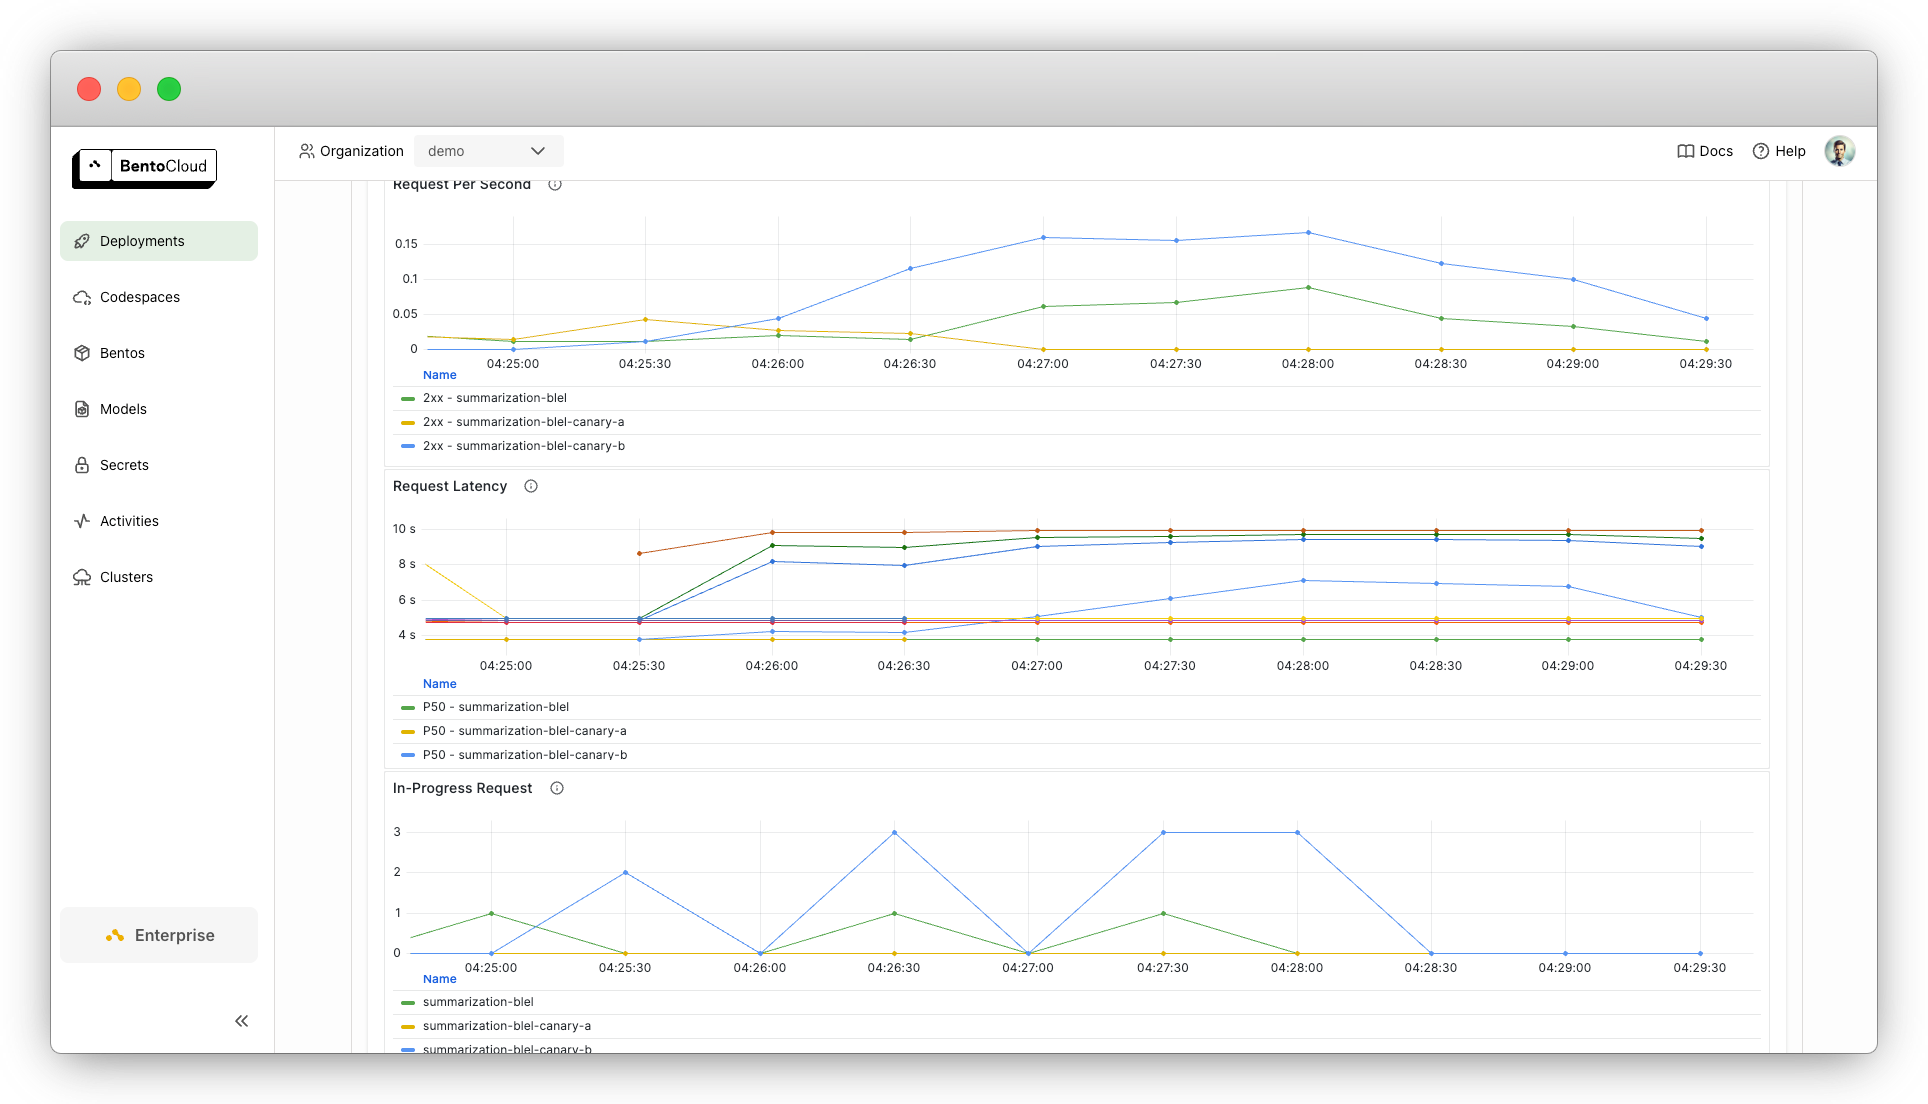 BentoCloud
Organization
demo
Docs
Help
Deployments
Codespaces
Bentos
Models
Secrets
Activities
Clusters
Enterprise
Request Per Second
0.15
0.1
0.05
0
04:25:00 04:25:30 04:26:00 04:26:30 04:27:00 04:27:30 04:28:00 04:28:30 04:29:00 04:29:30
Name
2xx - summarization-blel
2xx - summarization-blel-canary-a
2xx - summarization-blel-canary-b
Request Latency
10 s
8 s
6 s
4 s
04:25:00 04:25:30 04:26:00 04:26:30 04:27:00 04:27:30 04:28:00 04:28:30 04:29:00 04:29:30
Name
P50 - summarization-blel
P50 - summarization-blel-canary-a
P50 - summarization-blel-canary-b
In-Progress Request
3
2
1
0
04:25:00 04:25:30 04:26:00 04:26:30 04:27:00 04:27:30 04:28:00 04:28:30 04:29:00 04:29:30
Name
summarization-blel
summarization-blel-canary-a
summarization-blel-canary-b